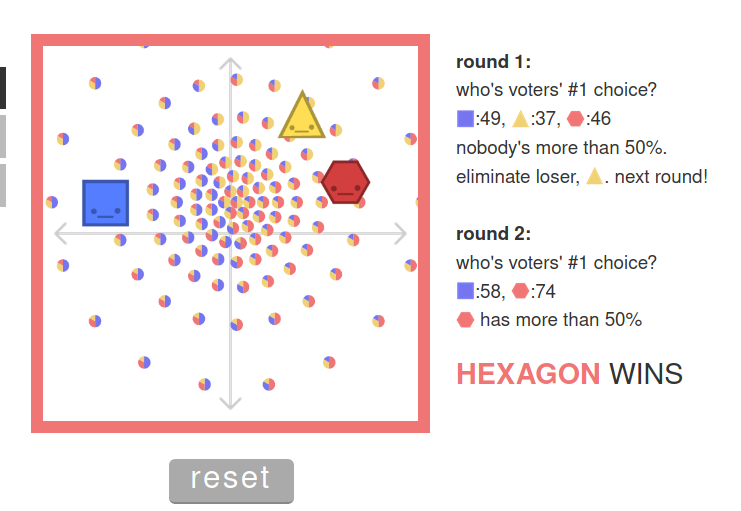 round 1:
who's voters' #1 choice?
:49, :37, :46
nobody's more than 50%.
eliminate loser, . next round!
round 2:
who's voters' #1 choice?
:58, :74
has more than 50%
HEXAGON WINS
reset